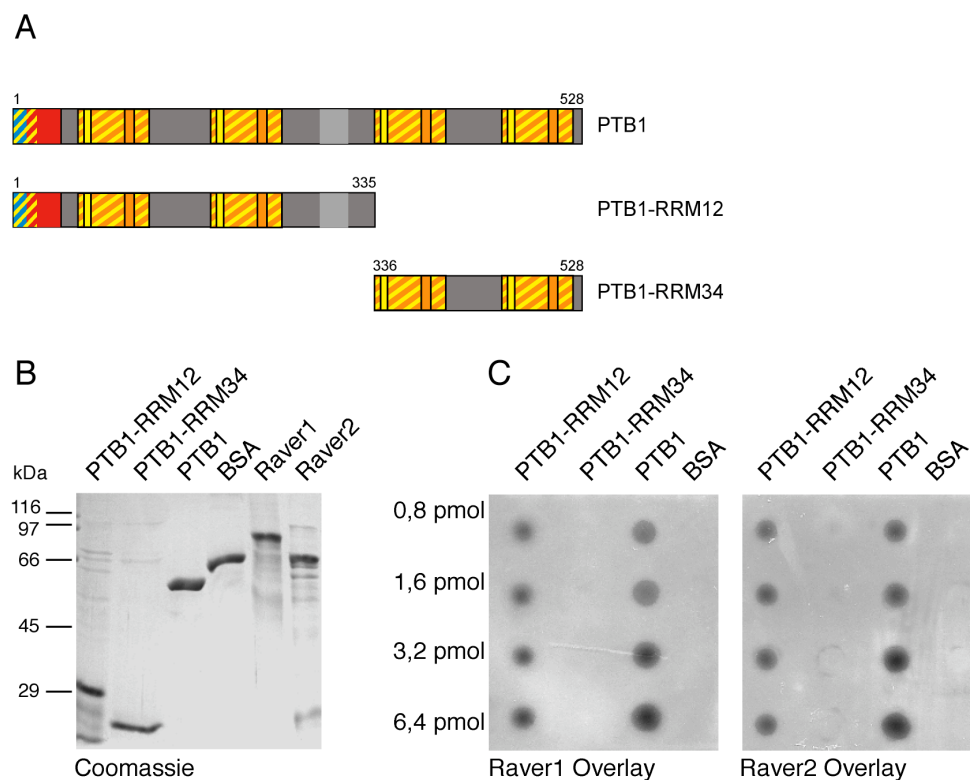 A
1 528
PTB1
1 335
PTB1-RRM12
336 528
PTB1-RRM34
B
PTB1-RRM12
PTB1-RRM34
PTB1
BSA
Raver1
Raver2
kDa
116
97
66
45
29
Coomassie
C
PTB1-RRM12
PTB1-RRM34
PTB1
BSA
PTB1-RRM12
PTB1-RRM34
PTB1
BSA
0,8 pmol
1,6 pmol
3,2 pmol
6,4 pmol
Raver1 Overlay
Raver2 Overlay